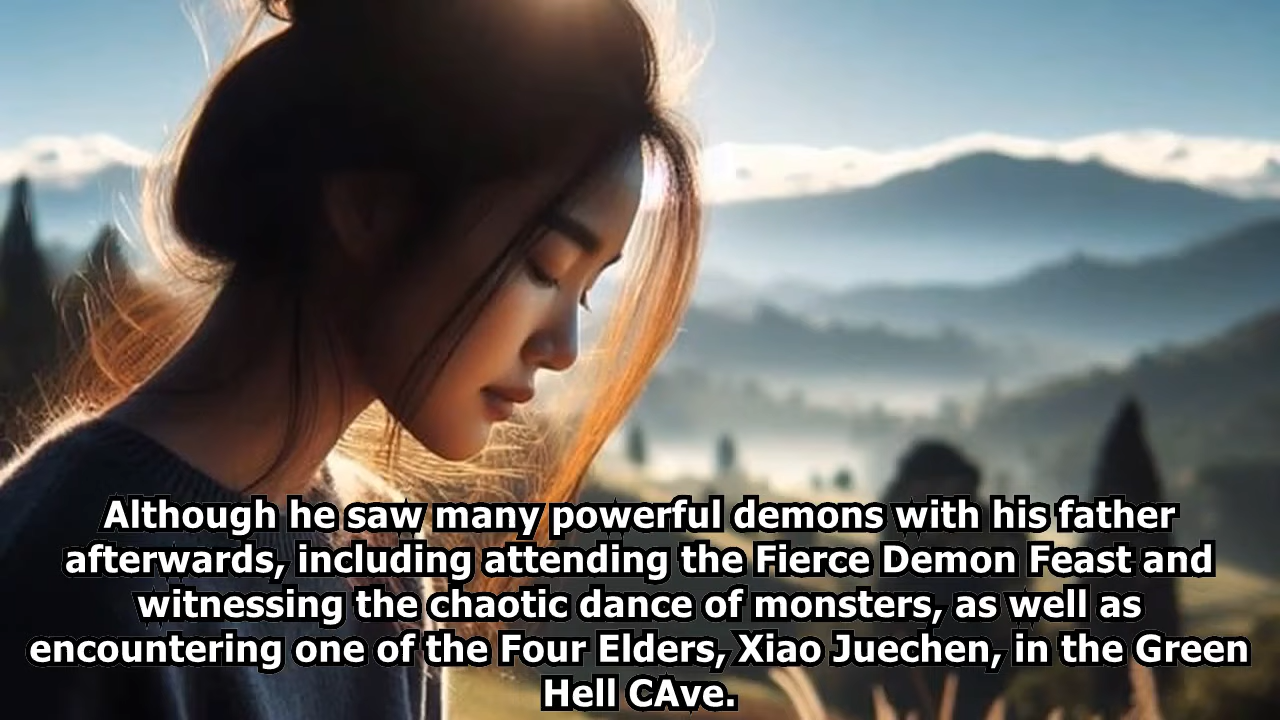 Although he saw many powerful demons with his father
afterwards, including attending the Fierce Demon Feast and
witnessing the chaotic dance of monsters, as well as
encountering one of the Four Elders, Xiao Juechen, in the Green
Hell CAve.